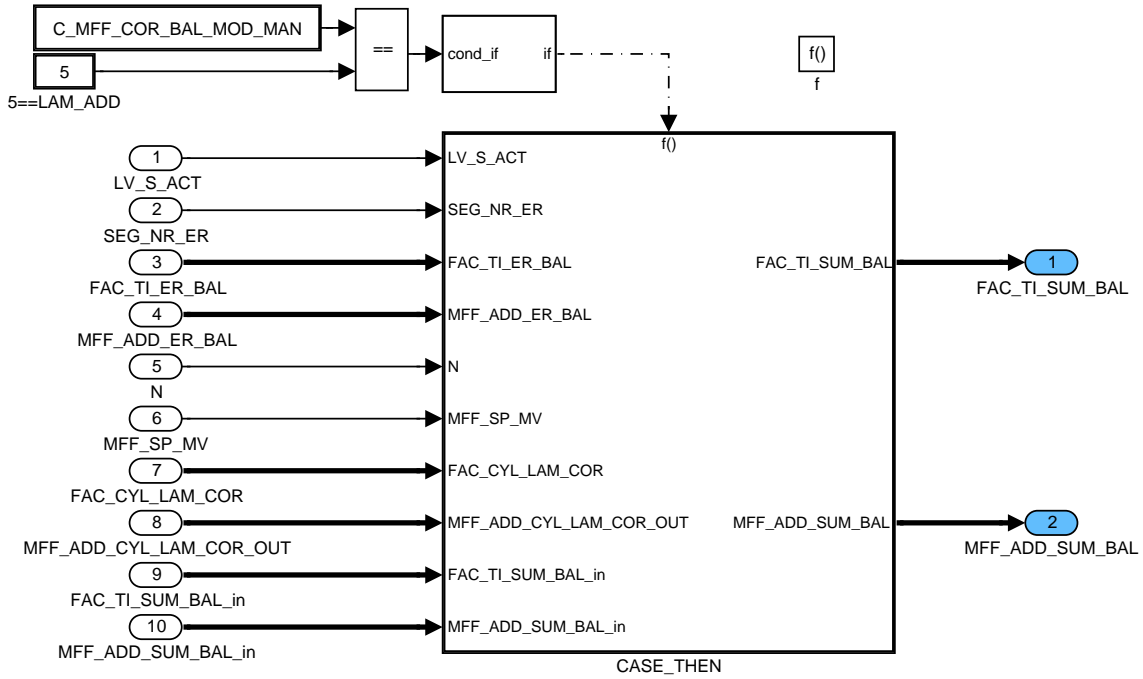 C_MFF_COR_BAL_MOD_MAN
==
cond_if
if
f()
f
5
5==LAM_ADD
f()
1
LV_S_ACT
LV_S_ACT
2
SEG_NR_ER
SEG_NR_ER
3
FAC_TI_ER_BAL
FAC_TI_ER_BAL
FAC_TI_SUM_BAL
1
FAC_TI_SUM_BAL
4
MFF_ADD_ER_BAL
MFF_ADD_ER_BAL
5
N
N
6
MFF_SP_MV
MFF_SP_MV
7
FAC_CYL_LAM_COR
FAC_CYL_LAM_COR
8
MFF_ADD_CYL_LAM_COR_OUT
MFF_ADD_CYL_LAM_COR_OUT
MFF_ADD_SUM_BAL
2
MFF_ADD_SUM_BAL
9
FAC_TI_SUM_BAL_in
FAC_TI_SUM_BAL_in
10
MFF_ADD_SUM_BAL_in
MFF_ADD_SUM_BAL_in
CASE_THEN